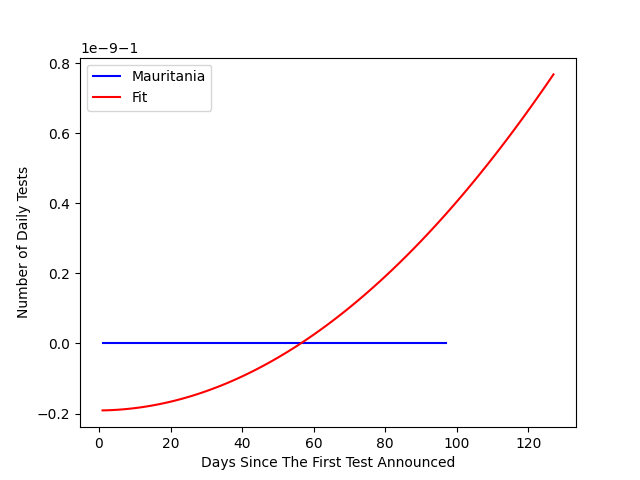 1e−9−1
0.8
0.6
0.4
0.2
0.0
−0.2
Number of Daily Tests
Mauritania
Fit
0 20 40 60 80 100 120
Days Since The First Test Announced